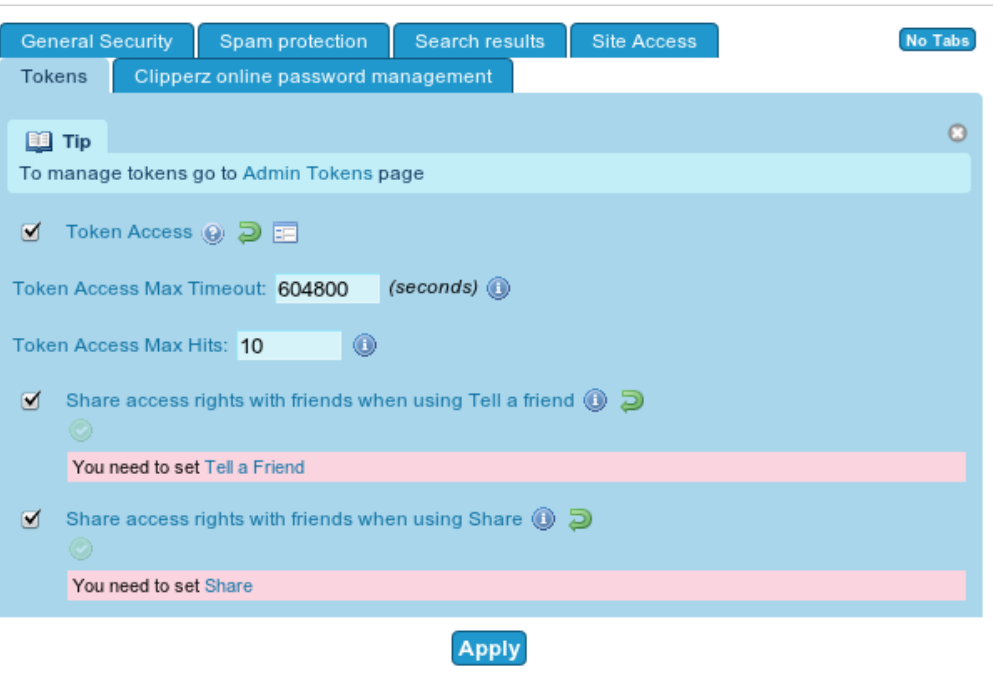 General Security Spam protection Search results Site Access No Tabs
Tokens Clipperz online password management
Tip
To manage tokens go to Admin Tokens page
Token Access
Token Access Max Timeout: 604800 (seconds)
Token Access Max Hits: 10
Share access rights with friends when using Tell a friend
You need to set Tell a Friend
Share access rights with friends when using Share
You need to set Share
Apply